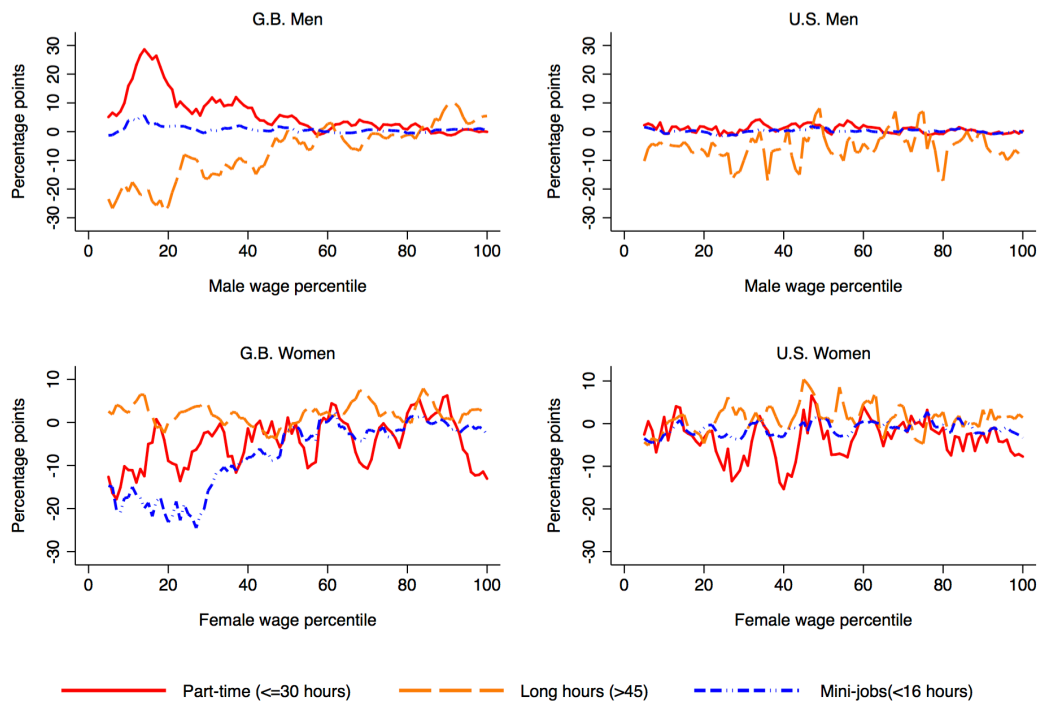 G.B. Men
Percentage points
30
20
10
0
-10
-20
-30
0 20 40 60 80 100
Male wage percentile
U.S. Men
Percentage points
30
20
10
0
-10
-20
-30
0 20 40 60 80 100
Male wage percentile
G.B. Women
Percentage points
10
0
-10
-20
-30
0 20 40 60 80 100
Female wage percentile
U.S. Women
Percentage points
10
0
-10
-20
-30
0 20 40 60 80 100
Female wage percentile
Part-time (<=30 hours) Long hours (>45) Mini-jobs(<16 hours)